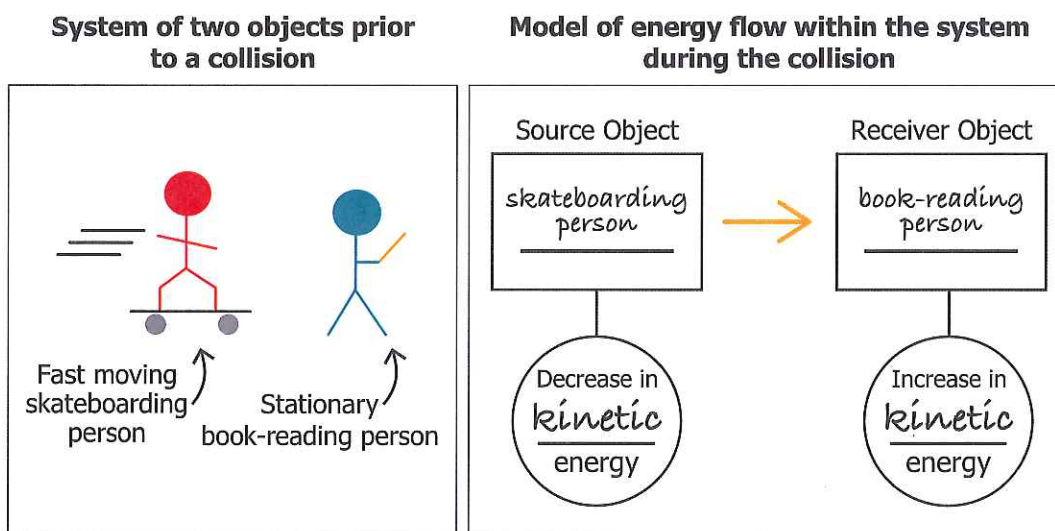 System of two objects prior
to a collision
Fast moving
skateboarding
person
Stationary
book-reading person
Model of energy flow within the system
during the collision
Source Object
skateboarding
person
Receiver Object
book-reading
person
Decrease in
kinetic
energy
Increase in
kinetic
energy